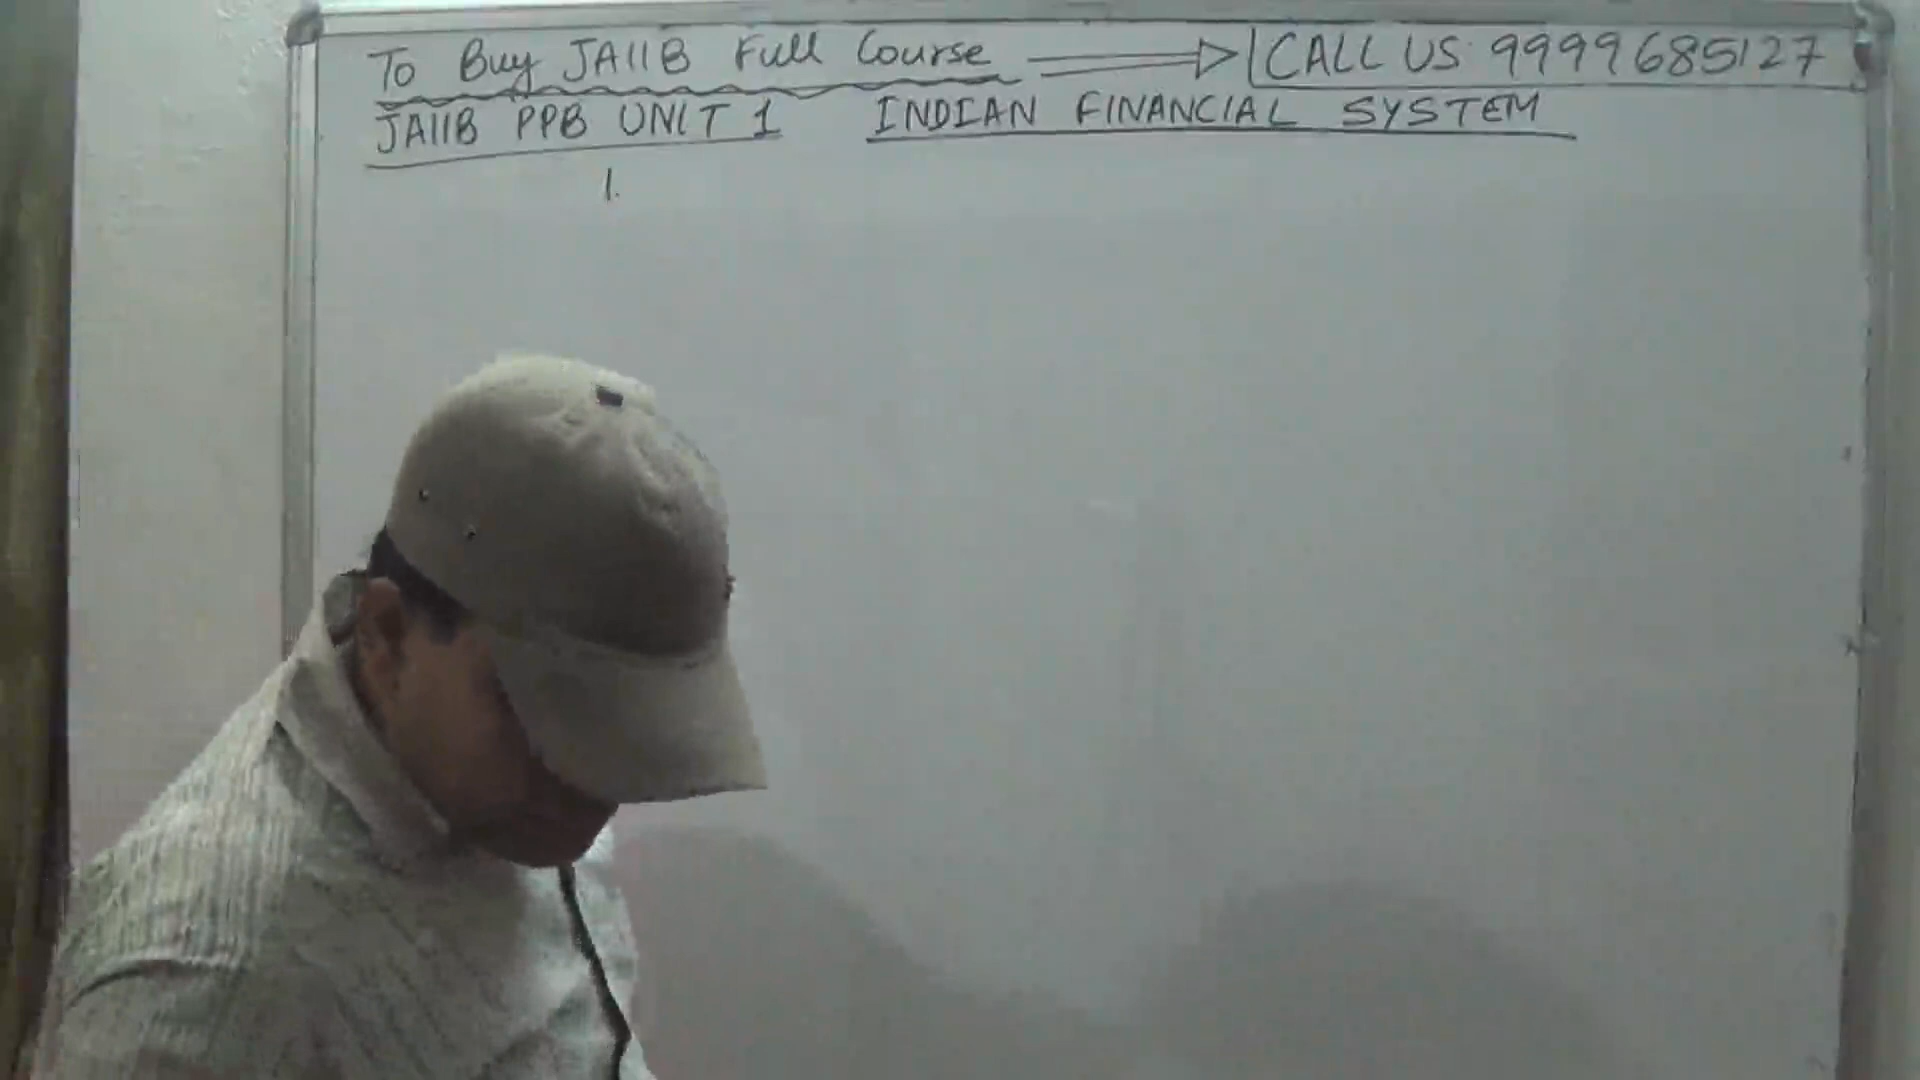 To Buy JAIIB Full Course CALL US 9999685127
JAIIB PPB UNIT 1 INDIAN FINANCIAL SYSTEM
1.